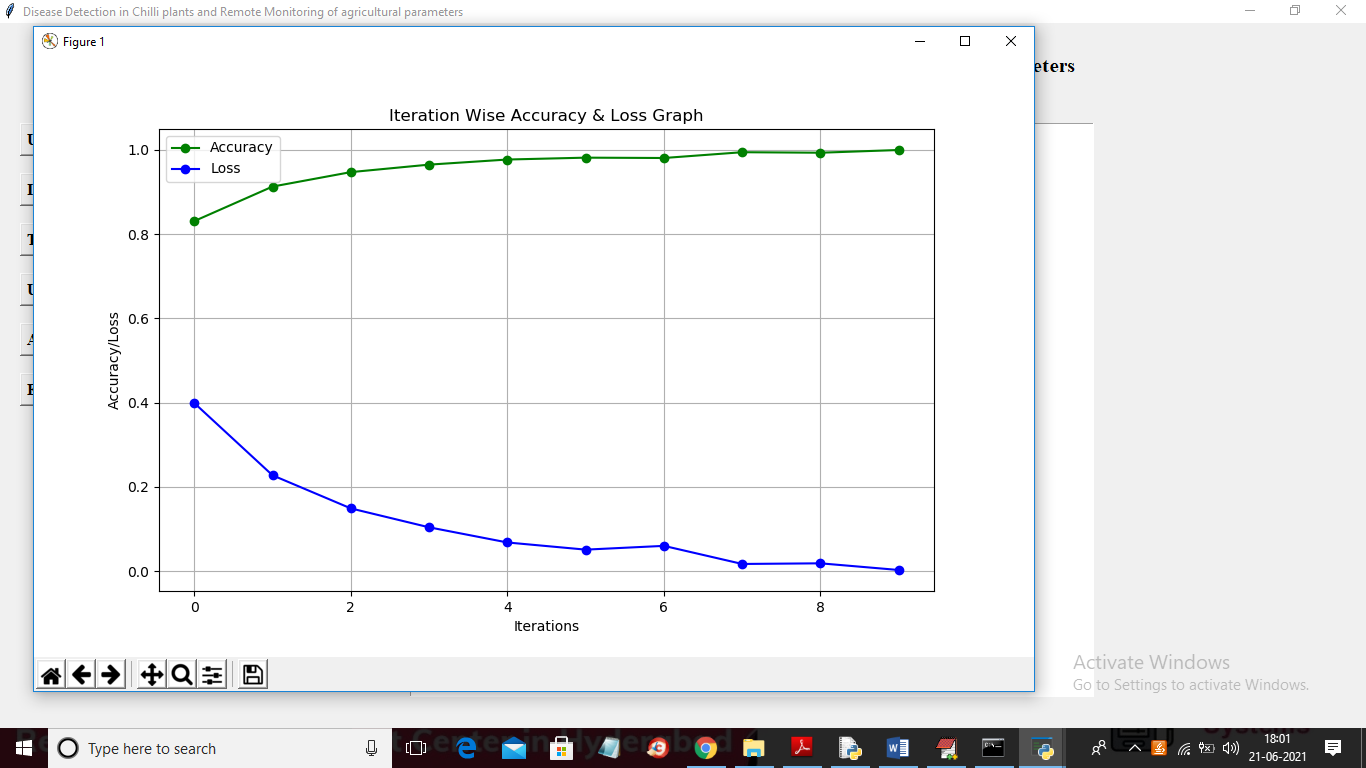 Disease Detection in Chilli plants and Remote Monitoring of agricultural parameters
Figure 1
eters
U
T
U
A
Iteration Wise Accuracy & Loss Graph
Accuracy
Loss
1.0
0.8
0.6
0.4
0.2
0.0
Accuracy/Loss
0 2 4 6 8
Iterations
Activate Windows
Go to Settings to activate Windows.
Type here to search
18:01
21-06-2021